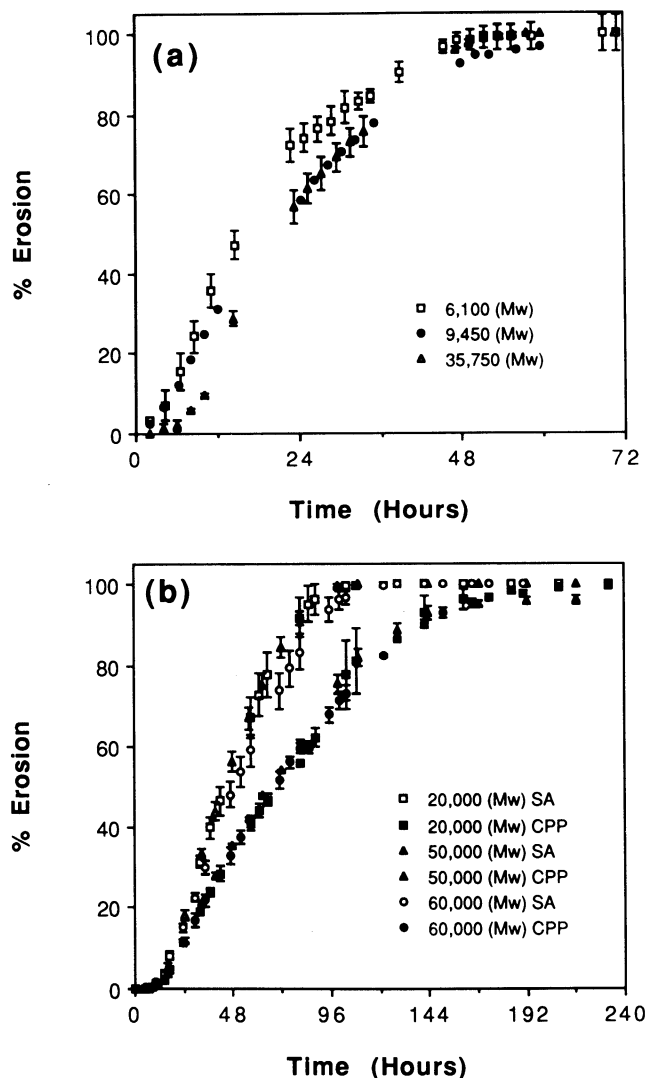 (a)
100
80
60
40
20
0
% Erosion
6,100 (Mw)
9,450 (Mw)
35,750 (Mw)
0
24
48
72
Time (Hours)
(b)
100
80
60
40
20
0
% Erosion
20,000 (Mw) SA
20,000 (Mw) CPP
50,000 (Mw) SA
50,000 (Mw) CPP
60,000 (Mw) SA
60,000 (Mw) CPP
0
48
96
144
192
240
Time (Hours)